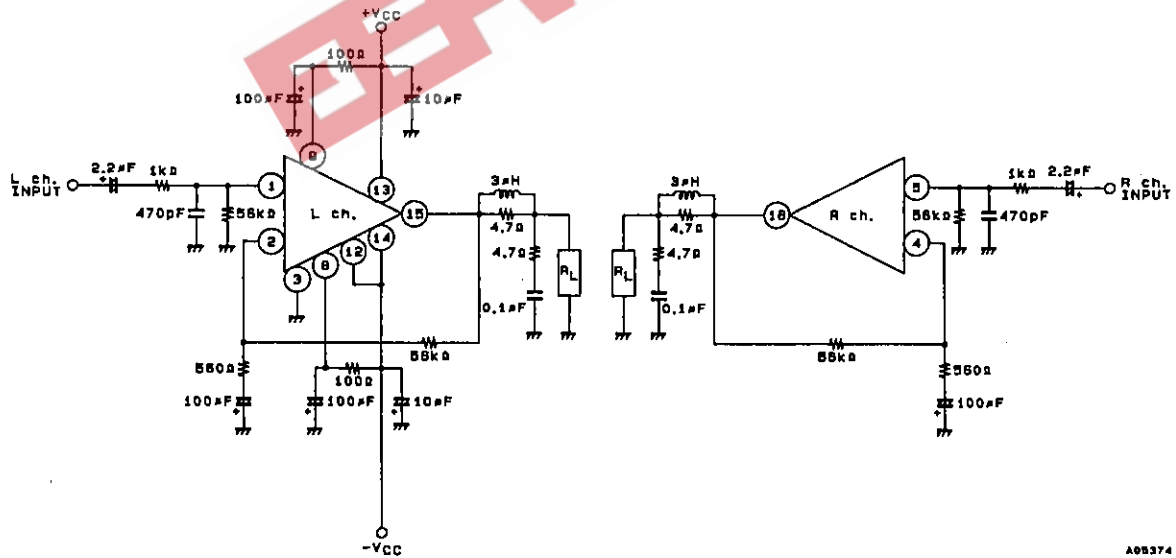 +VCC
100Ω
100µF
+
+
10µF
L ch.
INPUT
2.2µF
+
1kΩ
470pF
56kΩ
1
2
3
8
12
13
14
15
L ch.
3µH
4.7Ω
4.7Ω
0.1µF
RL
56kΩ
560Ω
100µF
+
100µF
+
100Ω
10µF
+
-VCC
3µH
4.7Ω
4.7Ω
0.1µF
RL
16
R ch.
5
4
56kΩ
470pF
1kΩ
2.2µF
+
R ch.
INPUT
560Ω
100µF
+
A05374